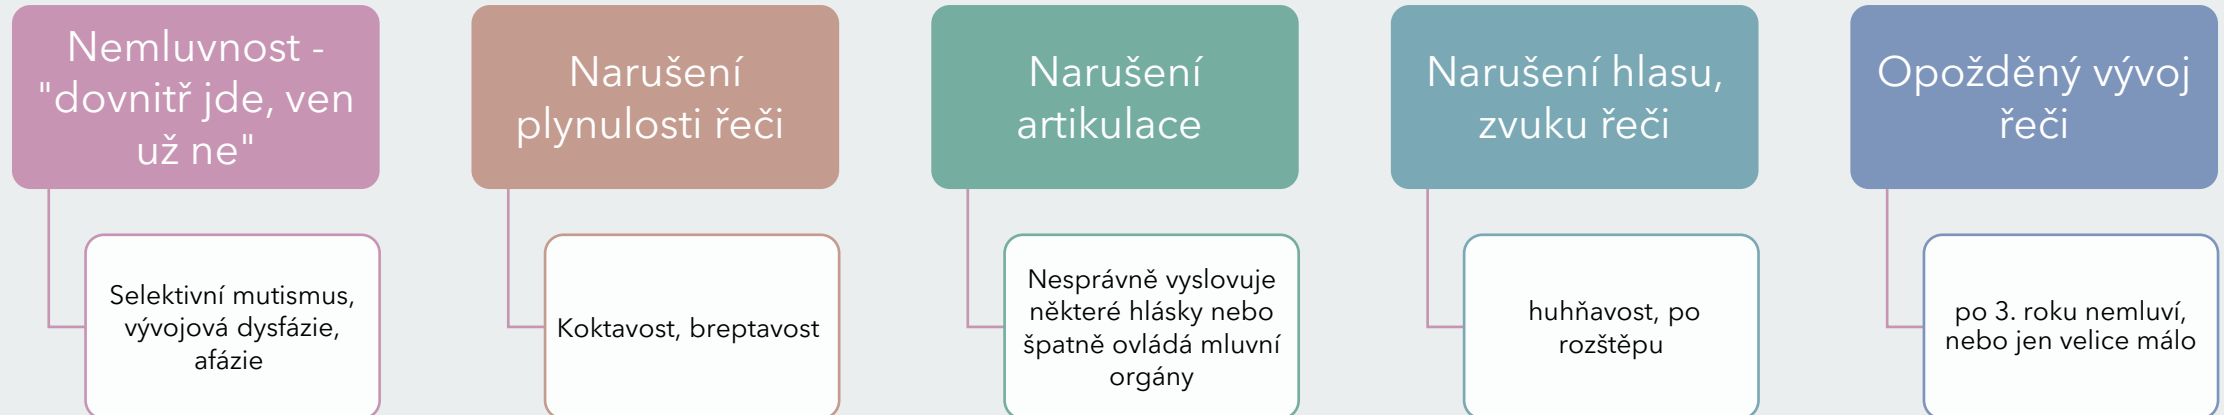 Nemluvnost -
"dovnitř jde, ven
už ne"
Selektivní mutismus,
vývojová dysfázie,
afázie
Narušení
plynulosti řeči
Koktavost, breptavost
Narušení
artikulace
Nesprávně vyslovuje
některé hlásky nebo
špatně ovládá mluvní
orgány
Narušení hlasu,
zvuku řeči
huhňavost, po
rozštěpu
Opožděný vývoj
řeči
po 3. roku nemluví,
nebo jen velice málo